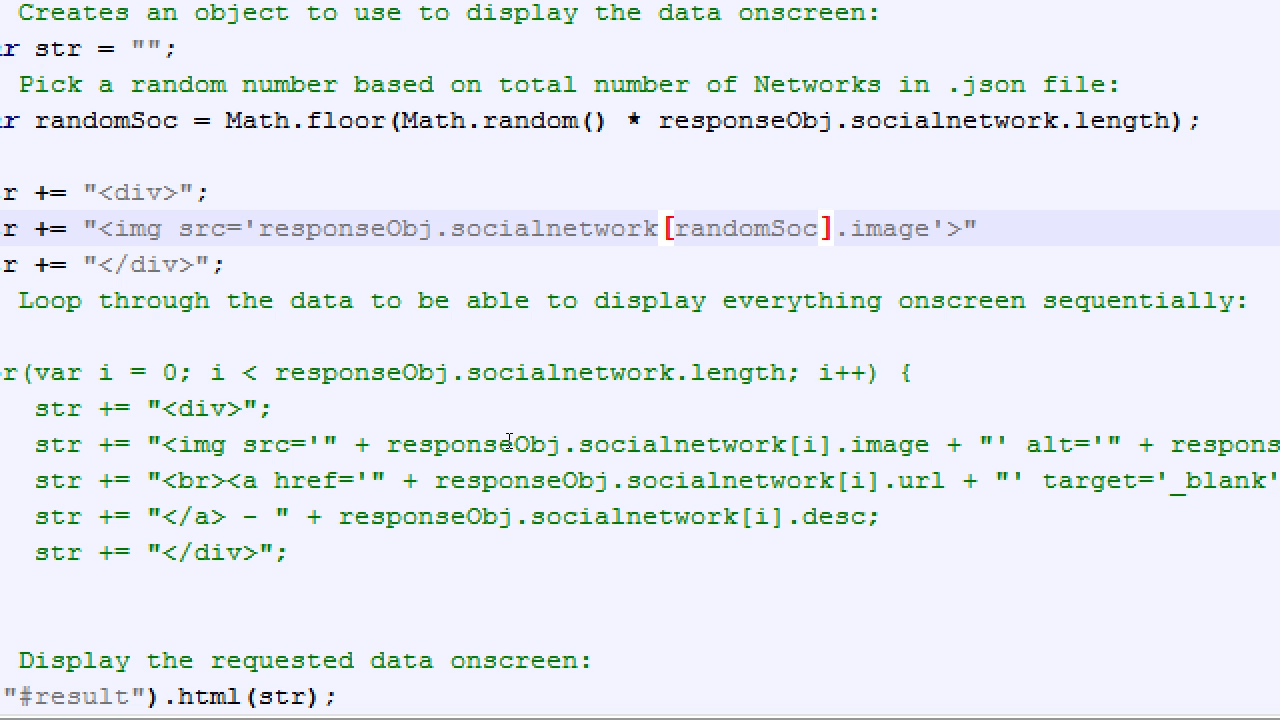 Creates an object to use to display the data onscreen:
ar str = "";
Pick a random number based on total number of Networks in .json file:
ar randomSoc = Math.floor(Math.random() * responseObj.socialnetwork.length);
r += "<div>";
r += "<img src='responseObj.socialnetwork[randomSoc].image'>"
r += "</div>";
Loop through the data to be able to display everything onscreen sequentially:
r(var i = 0; i < responseObj.socialnetwork.length; i++) {
str += "<div>";
str += "<img src='" + responseObj.socialnetwork[i].image + "' alt='" + respons
str += "<br><a href='" + responseObj.socialnetwork[i].url + "' target='_blank'
str += "</a> - " + responseObj.socialnetwork[i].desc;
str += "</div>";
Display the requested data onscreen:
"#result").html(str);